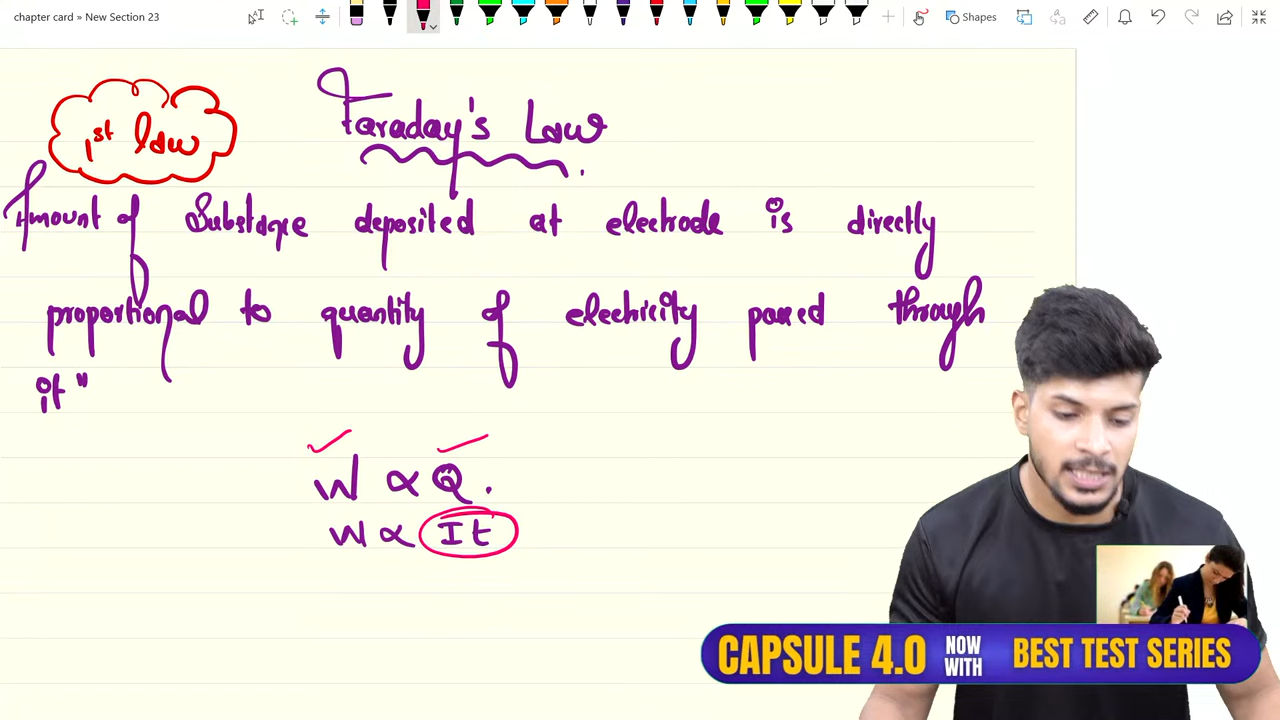 chapter card » New Section 23
Shapes
1st law
Faraday's Law
Amount of Substance deposited at electrode is directly
proportional to quantity of electricity passed through
it"
W ∝ Q.
W ∝ It
CAPSULE 4.0 NOW WITH BEST TEST SERIES